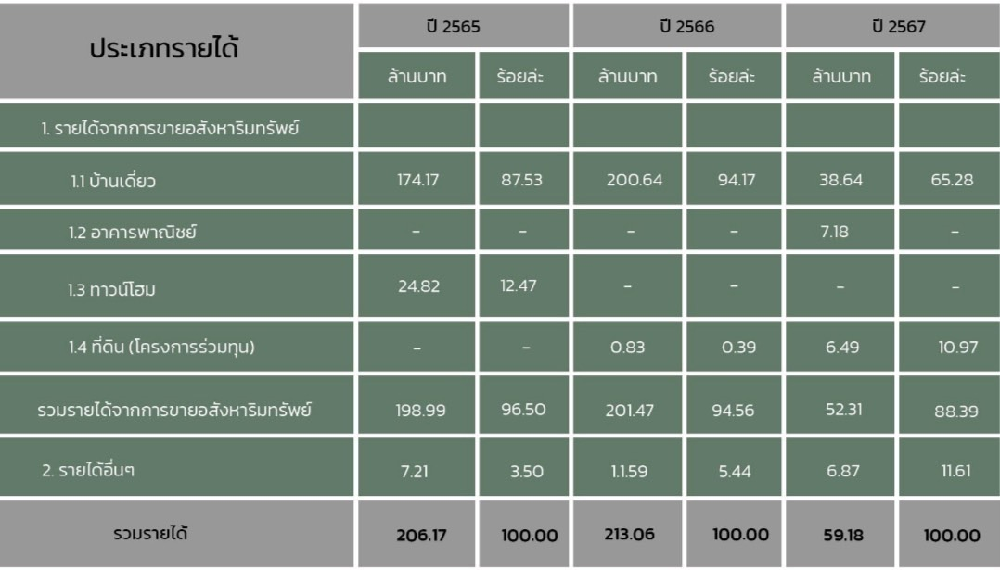 ประเภทรายได้ ปี 2565 ปี 2566 ปี 2567
ล้านบาท ร้อยล่ะ ล้านบาท ร้อยล่ะ ล้านบาท ร้อยล่ะ
1. รายได้จากการขายอสังหาริมทรัพย์
1.1 บ้านเดี่ยว 174.17 87.53 200.64 94.17 38.64 65.28
1.2 อาคารพาณิชย์ - - - - 7.18 -
1.3 ทาวน์โฮม 24.82 12.47 - - - -
1.4 ที่ดิน (โครงการร่วมทุน) - - 0.83 0.39 6.49 10.97
รวมรายได้จากการขายอสังหาริมทรัพย์ 198.99 96.50 201.47 94.56 52.31 88.39
2. รายได้อื่นๆ 7.21 3.50 1.1.59 5.44 6.87 11.61
รวมรายได้ 206.17 100.00 213.06 100.00 59.18 100.00